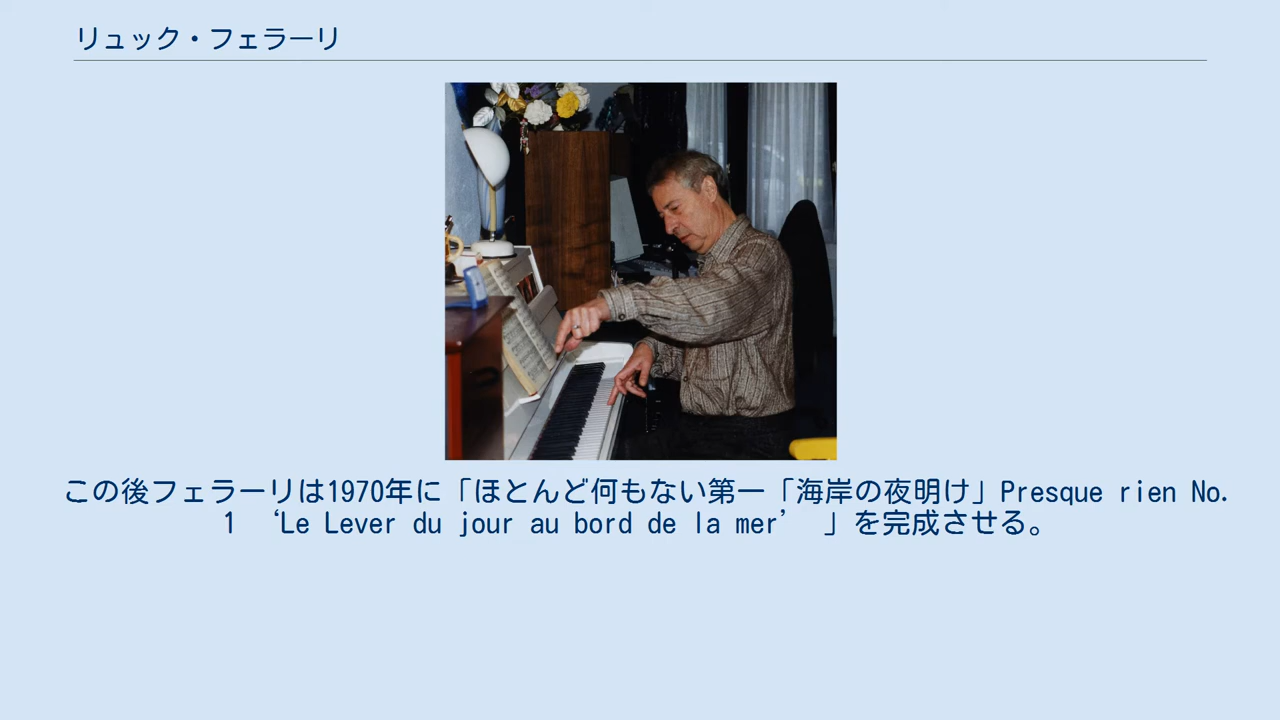 リュック・フェラーリ
この後フェラーリは1970年に「ほとんど何もない第一「海岸の夜明け」Presque rien No.
1　‘Le Lever du jour au bord de la mer’　」を完成させる。